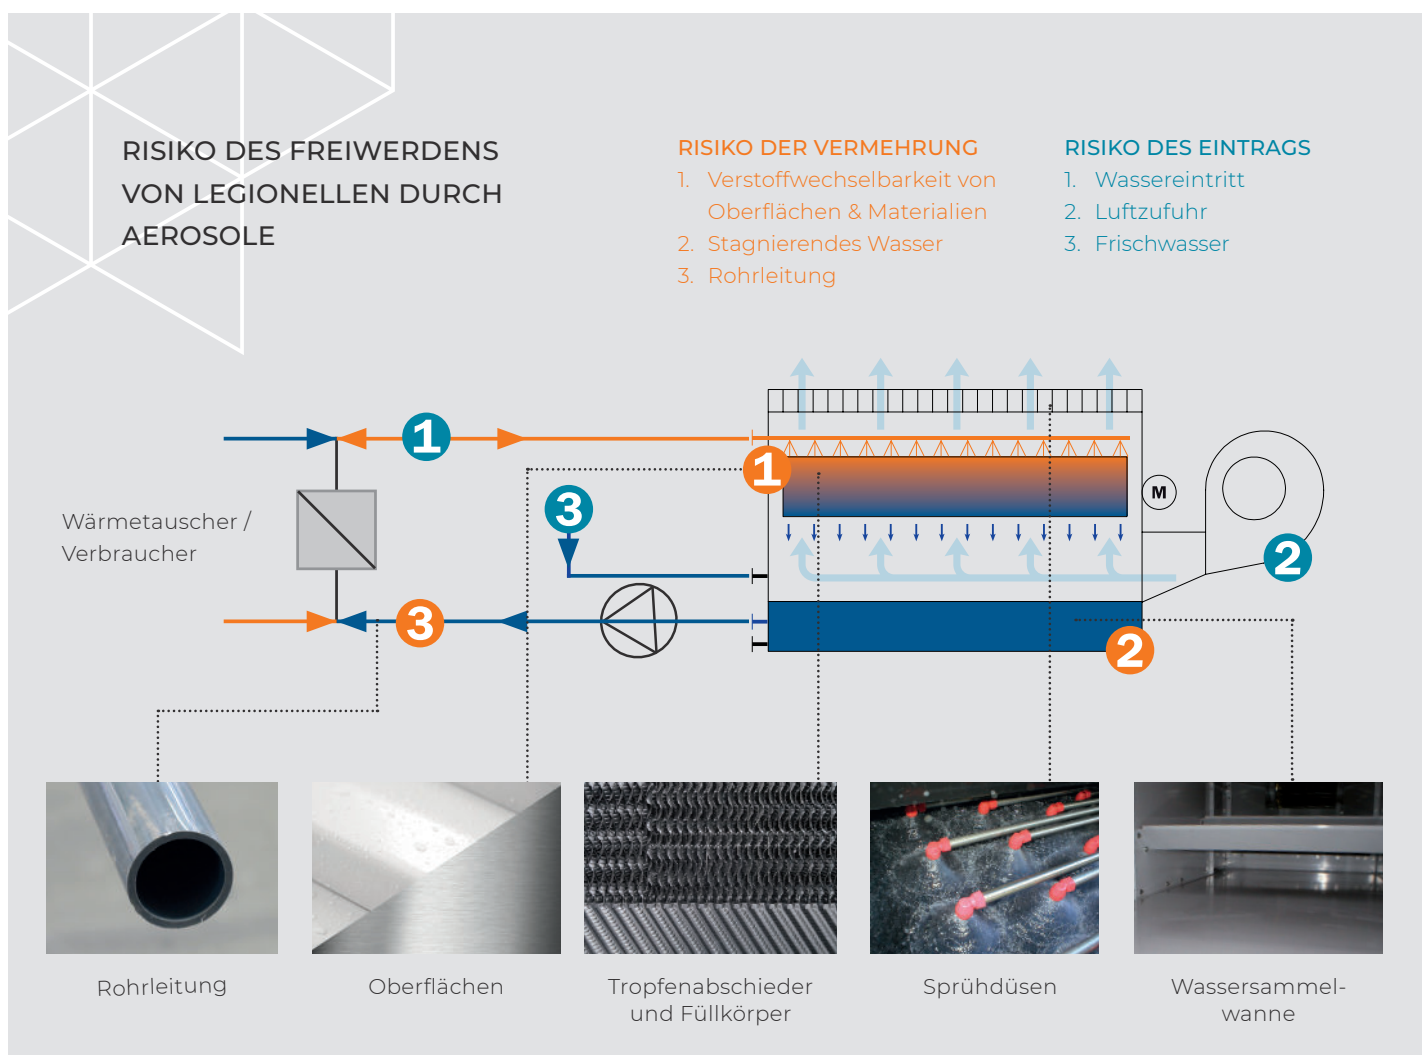 RISIKO DES FREIWERDENS
VON LEGIONELLEN DURCH
AEROSOLE
RISIKO DER VERMEHRUNG
1. Verstoffwechselbarkeit von
Oberflächen & Materialien
2. Stagnierendes Wasser
3. Rohrleitung
RISIKO DES EINTRAGS
1. Wassereintritt
2. Luftzufuhr
3. Frischwasser
1
1
M
3
Wärmetauscher /
Verbraucher
2
3
2
Rohrleitung
Oberflächen
Tropfenabschieder
und Füllkörper
Sprühdüsen
Wassersammel-
wanne